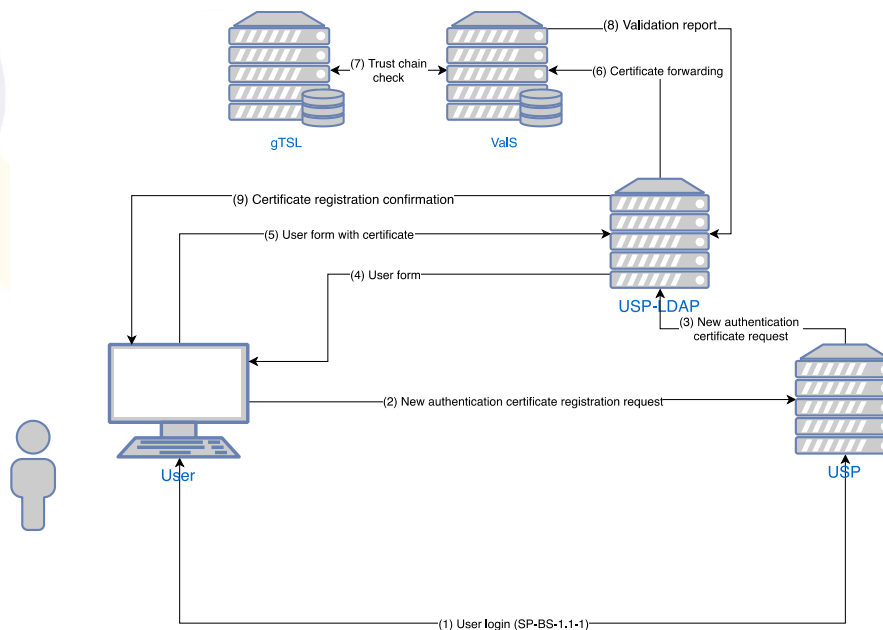 (8) Validation report
(7) Trust chain
check
(6) Certificate forwarding
gTSL
ValS
(9) Certificate registration confirmation
(5) User form with certificate
(4) User form
USP-LDAP
(3) New authentication
certificate request
(2) New authentication certificate registration request
User
USP
(1) User login (SP-BS-1.1-1)